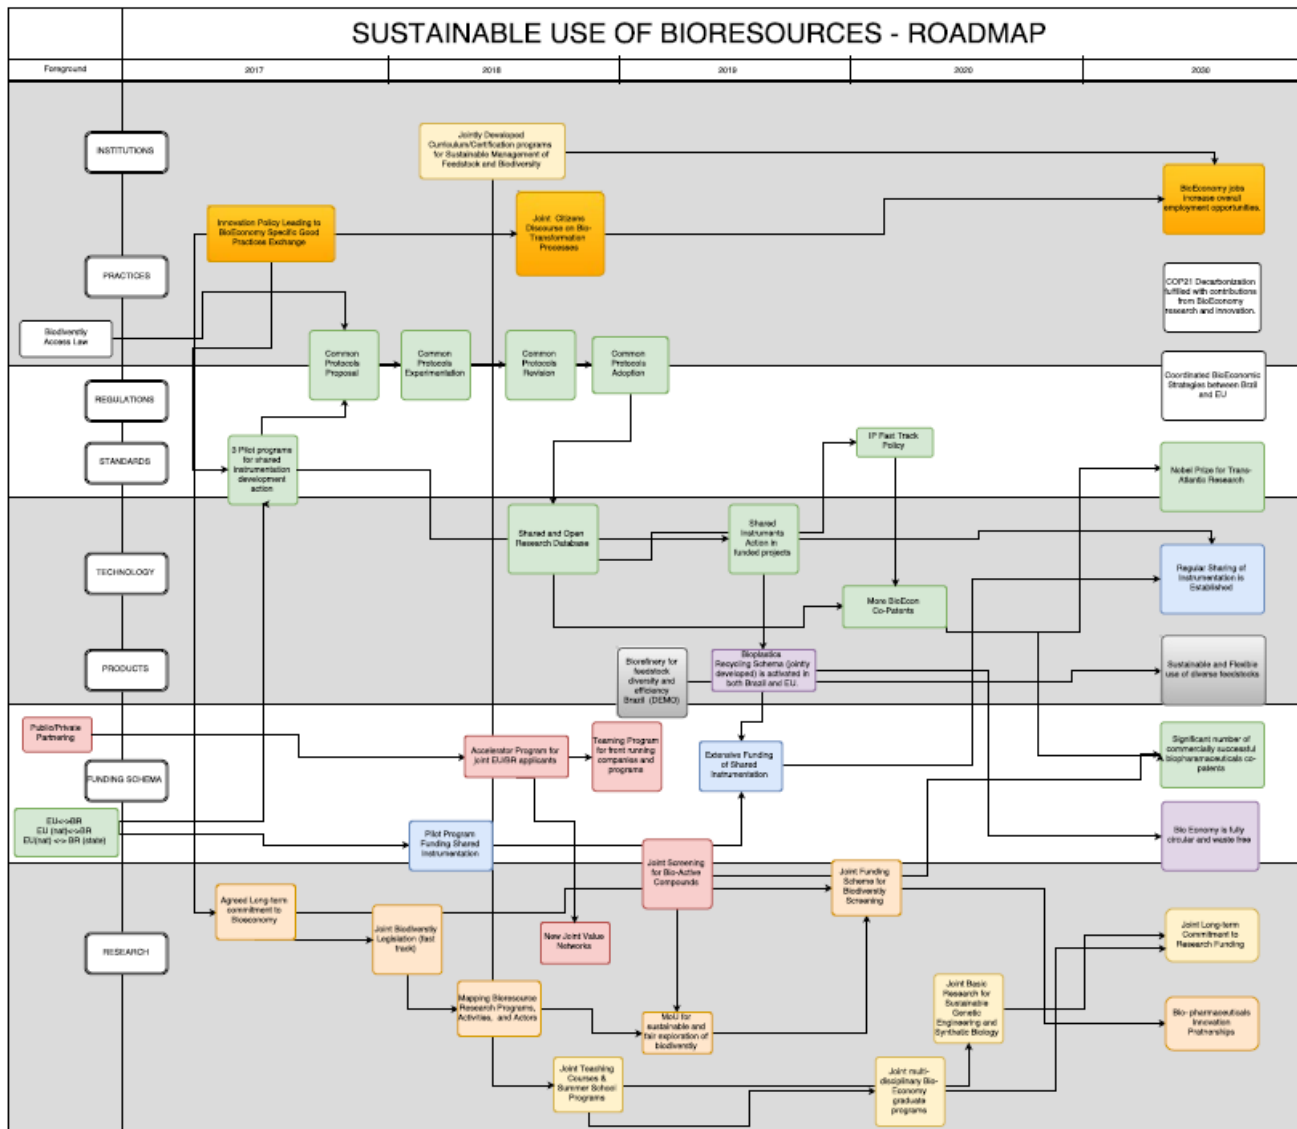 SUSTAINABLE USE OF BIORESOURCES - ROADMAP
Foreground
2017
2018
2019
2020
2030
INSTITUTIONS
Jointly Developed
Curriculum/Certification programs
for Sustainable Management of
Feedstock and Biodiversity
BioEconomy jobs
increase overall
employment opportunities.
Innovation Policy Leading to
BioEconomy Specific Good
Practices Exchange
Joint Citizens
Discourse on Bio-
Transformation
Processes
PRACTICES
COP21 Decarbonization
fulfilled with contributions
from BioEconomy
research and innovation.
Biodiverstiy
Access Law
Common
Protocols
Proposal
Common
Protocols
Experimentation
Common
Protocols
Revision
Common
Protocols
Adoption
REGULATIONS
Coordinated BioEconomic
Strategies between Brzil
and EU
STANDARDS
3 Pilot programs
for shared
instrumentation
development
action
IP Fast Track
Policy
Nobel Prize for Trans-
Atlantic Research
Shared and Open
Research Database
Shared
Instruments
Action in
funded projects
TECHNOLOGY
Regular Sharing of
Instrumentation is
Established
More BioEcon
Co-Patents
PRODUCTS
Biorefinery for
feedstock
diversity and
efficiency
Brazil (DEMO)
Bioplastics
Recycling Schema (jointly
developed) is activated in
both Brazil and EU.
Sustainable and Flexible
use of diverse feedstocks
Public/Private
Partnering
Accelerator Program for
joint EU/BR applicants
Teaming Program
for front running
companies and
programs
Extensive Funding
of Shared
Instrumentation
Significant number of
commercially successful
biopharamaceuticals co-
patents
FUNDING SCHEMA
EU<>BR
EU (nat)<>BR
EU(nat) <=> BR (state)
Pilot Program
Funding Shared
Instrumentation
Bio Eonomy is fully
circular and waste free
Joint Screening
for Bio-Active
Compounds
Joint Funding
Scheme for
Biodiversity
Screening
Agreed Long-term
commitment to
Bioeconomy
Joint Biodiverstiy
Legislation (fast
track)
New Joint Value
Networks
RESEARCH
Joint Long-term
Commitment to
Research Funding
Mapping Bioresource
Research Programs,
Activities, and Actors
MoU for
sustainable and
fair exploration of
biodiverstiy
Joint Basic
Research for
Sustainable
Genetic
Engineering and
Synthatic Biology
Bio- pharmaceuticals
Innovation
Pratnerships
Joint Teaching
Courses &
Summer School
Programs
Joint multi-
disciplinary Bio-
Economy
graduate
programs